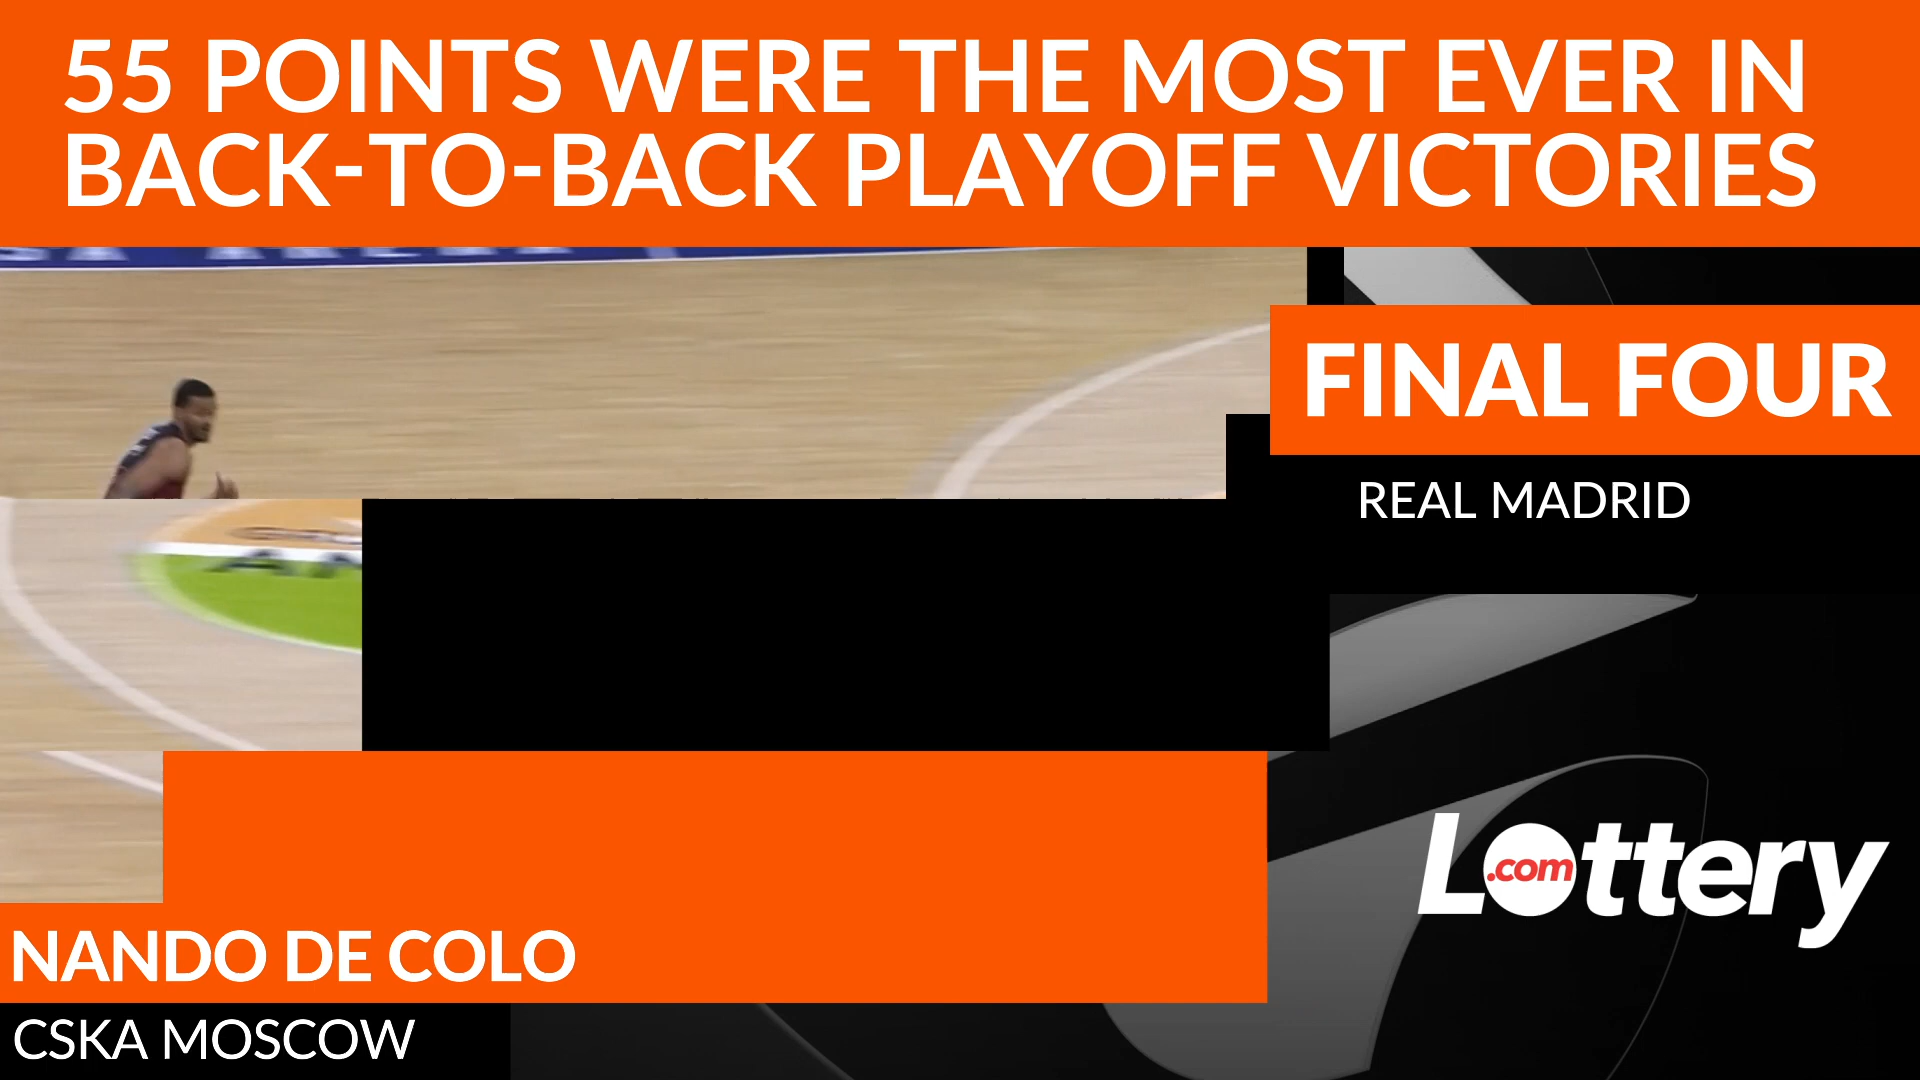 55 POINTS WERE THE MOST EVER IN
BACK-TO-BACK PLAYOFF VICTORIES
FINAL FOUR
REAL MADRID
Lottery
.com
NANDO DE COLO
CSKA MOSCOW